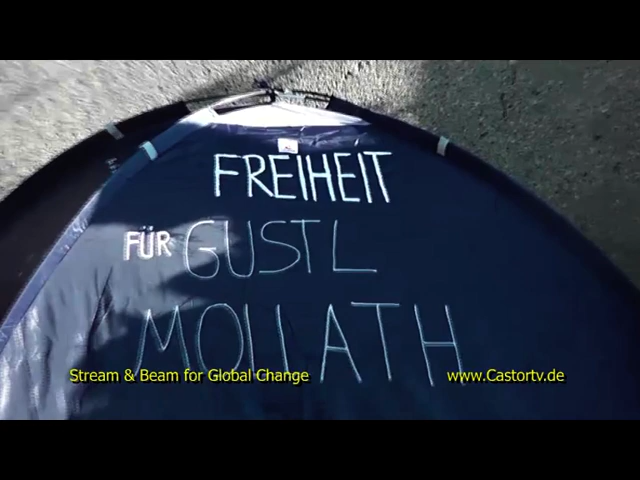 FREIHEIT
FÜR GUSTL
MOLLATH
Stream & Beam for Global Change
www.Castortv.de